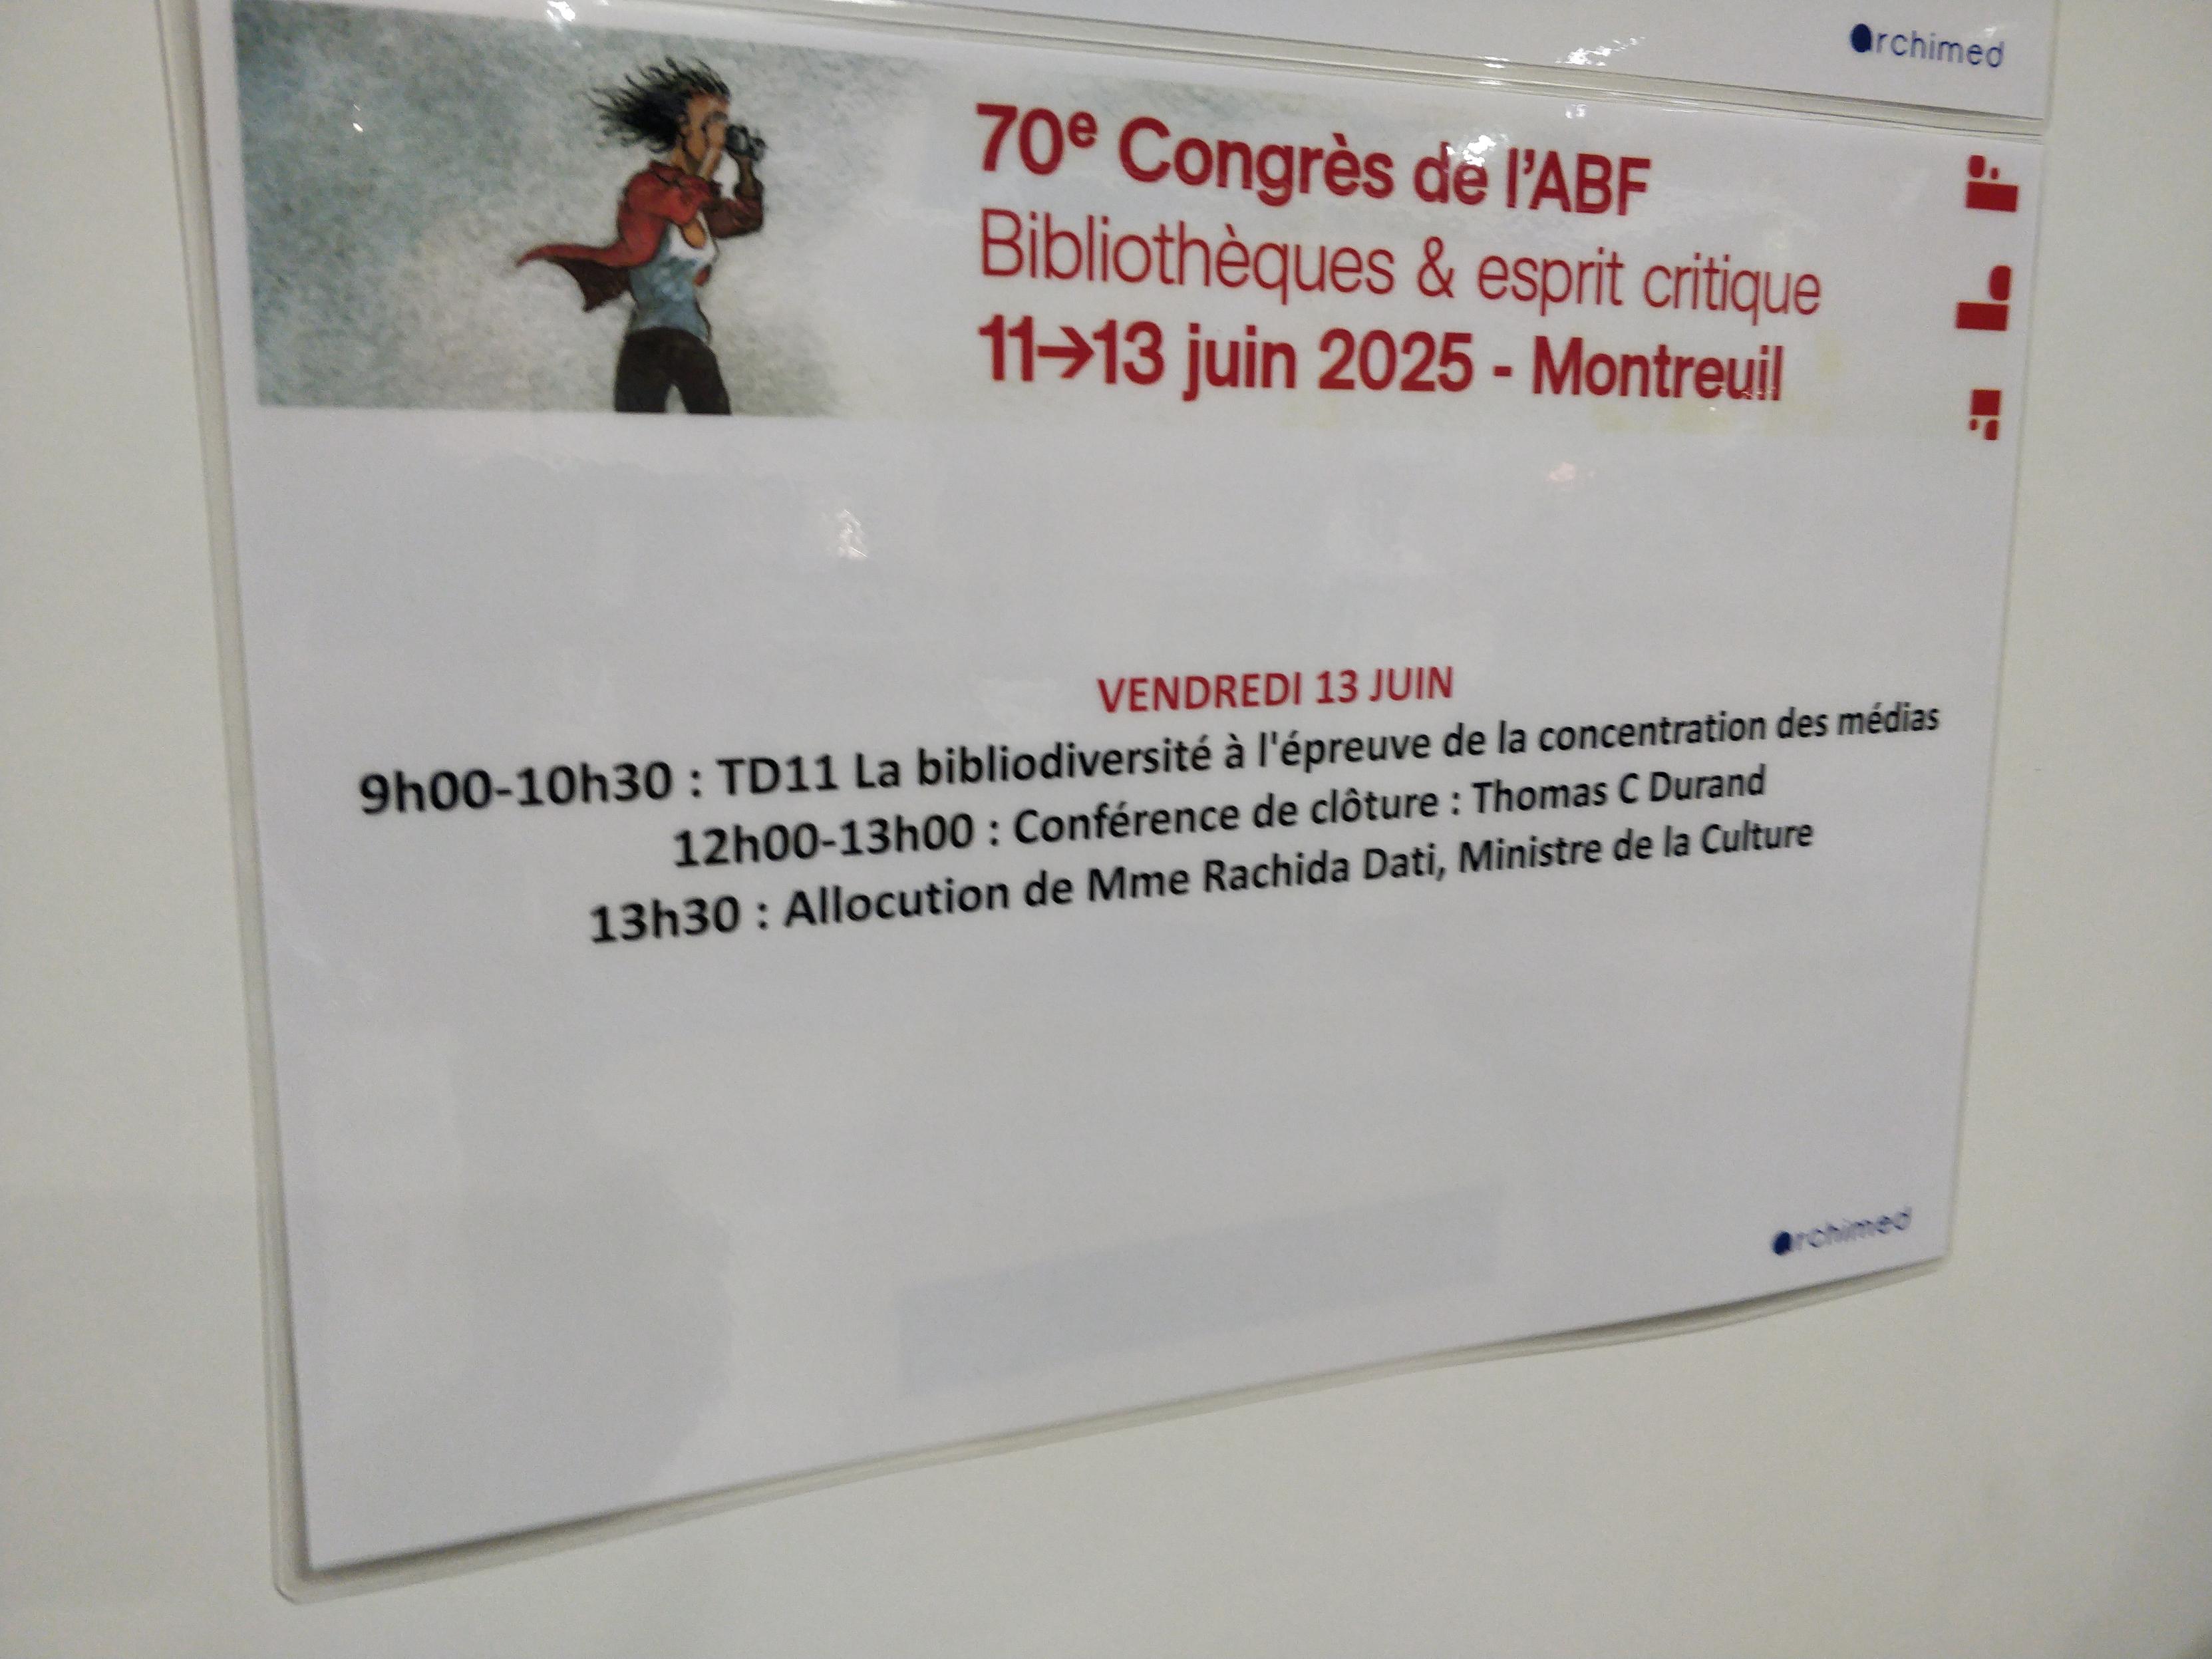 archimed
70e Congrès de l'ABF
Bibliothèques & esprit critique
11→13 juin 2025 - Montreuil
VENDREDI 13 JUIN
9h00-10h30 : TD11 La bibliodiversité à l'épreuve de la concentration des médias
12h00-13h00 : Conférence de clôture : Thomas C Durand
13h30 : Allocution de Mme Rachida Dati, Ministre de la Culture
archimed